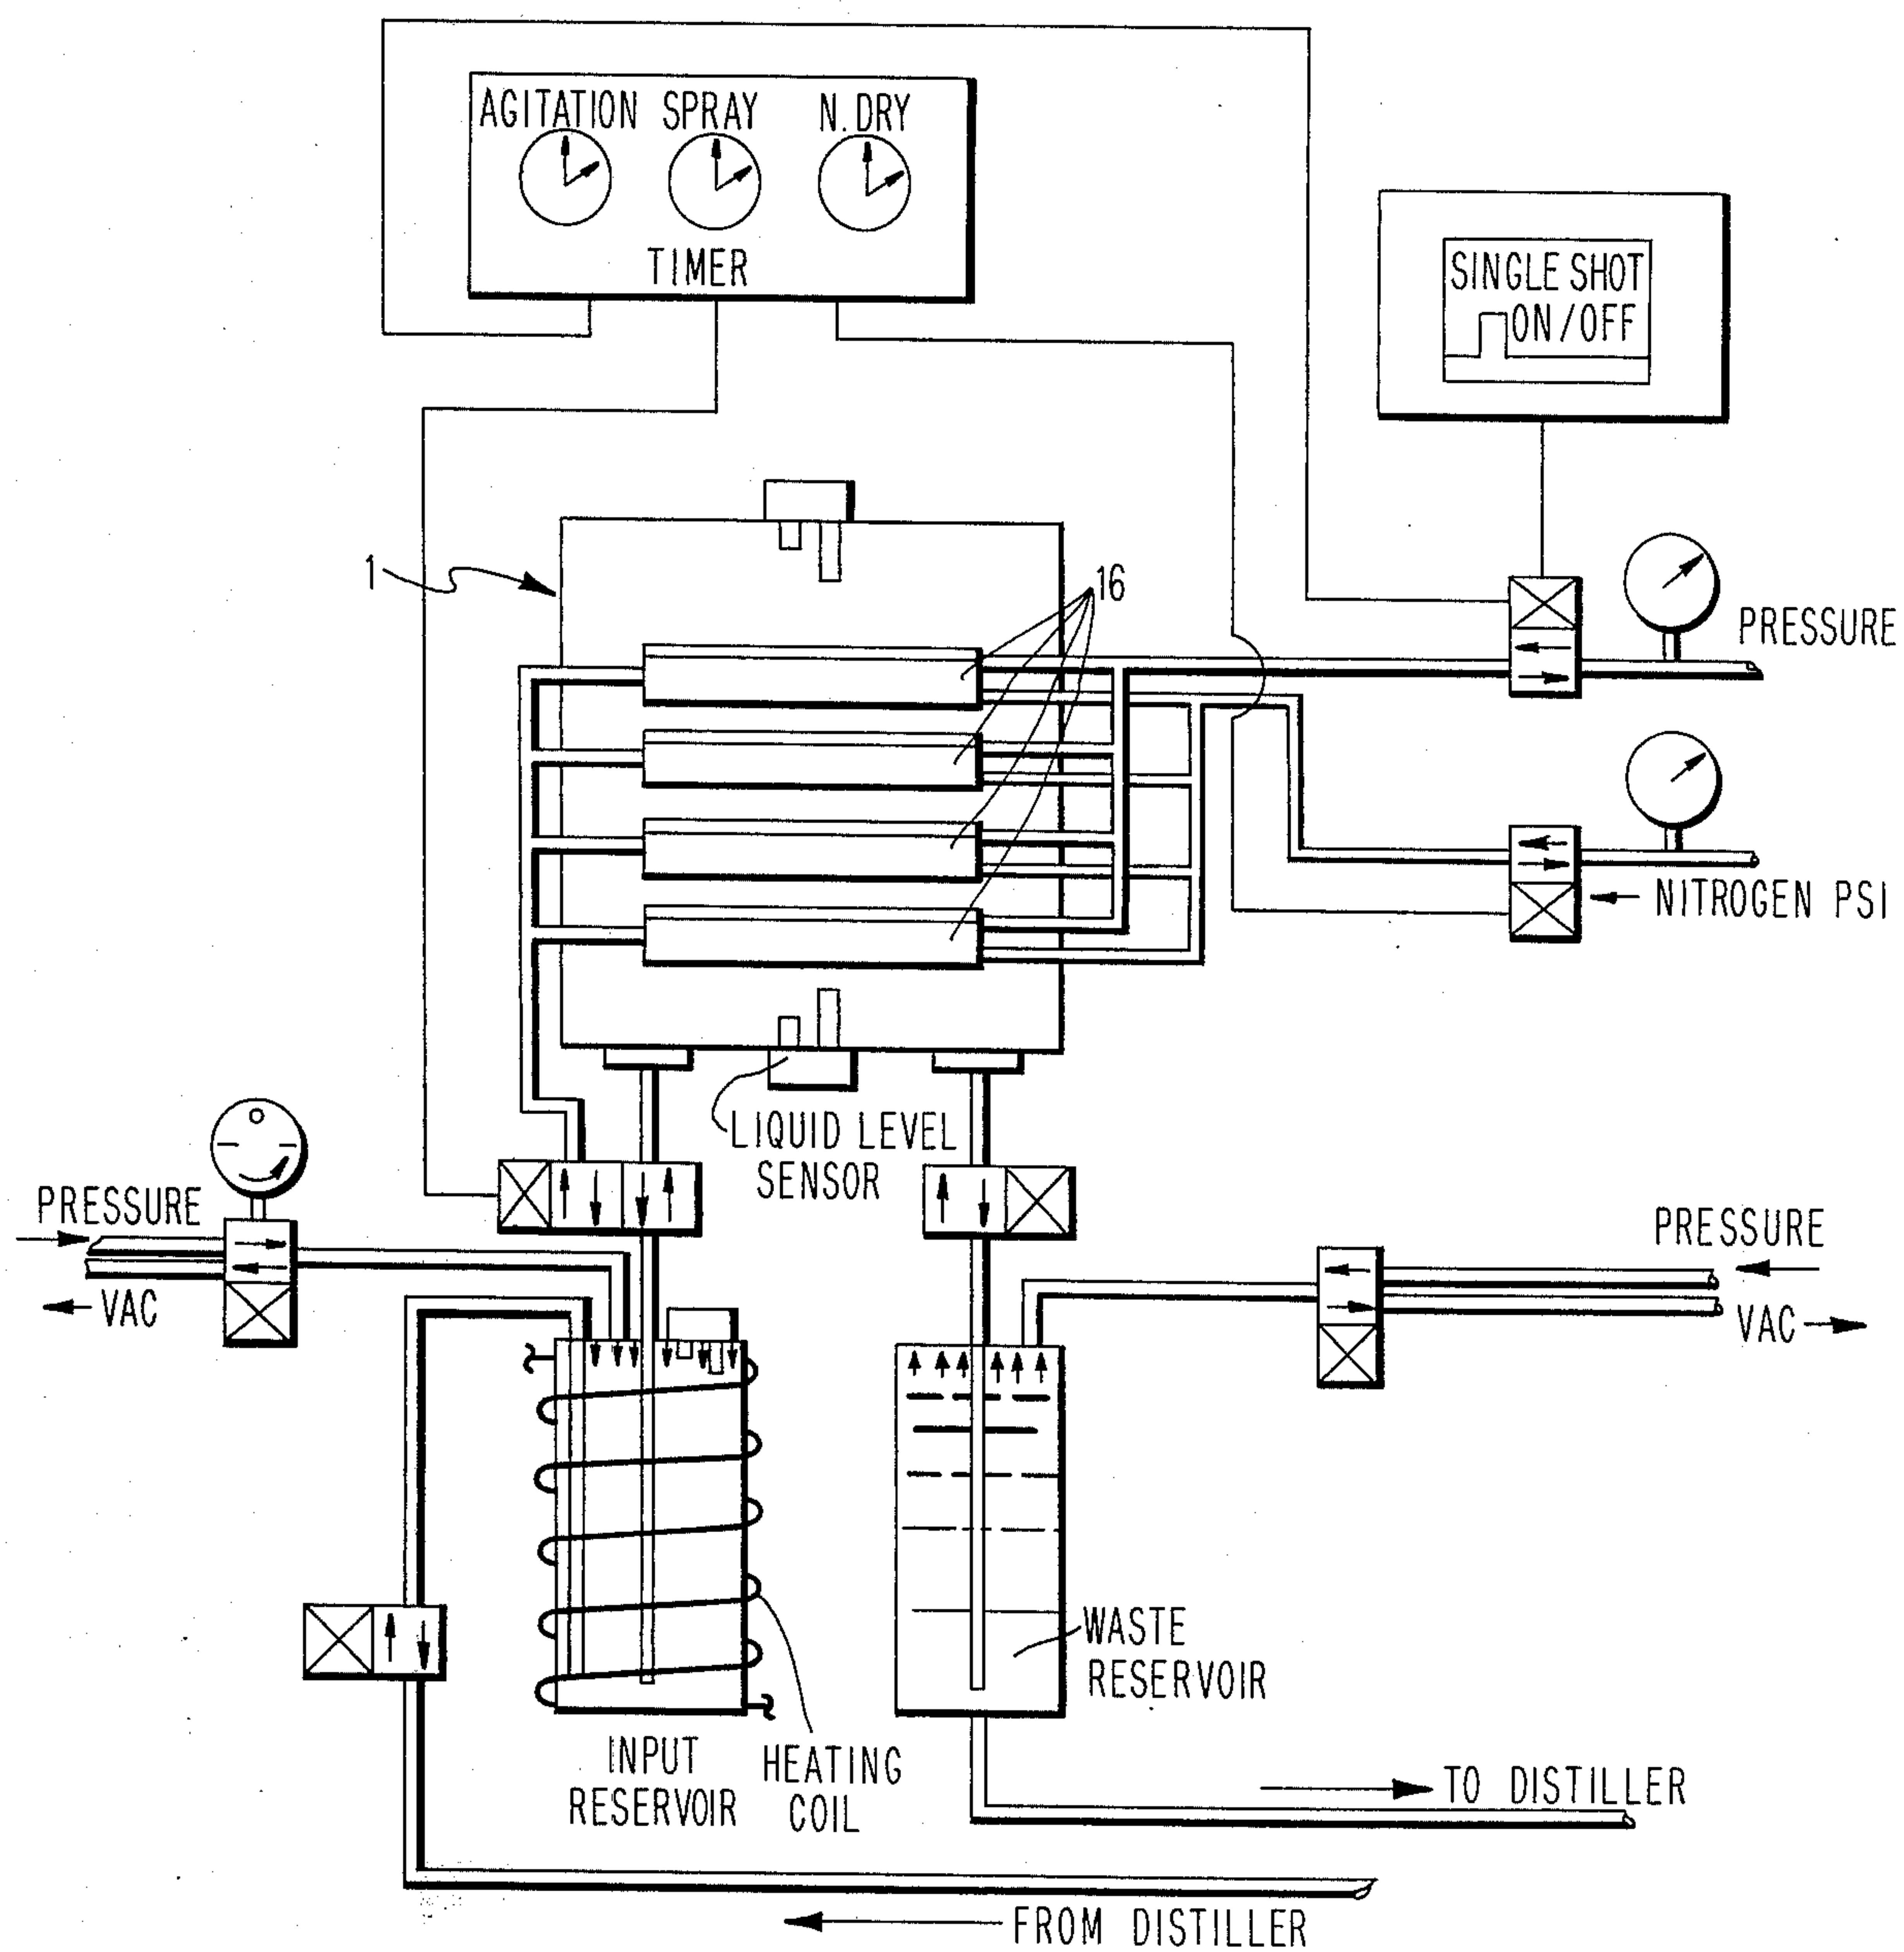 AGITATION SPRAY N. DRY
TIMER
SINGLE SHOT
ON/OFF
1
16
PRESSURE
NITROGEN PSI
LIQUID LEVEL
SENSOR
PRESSURE
VAC
PRESSURE
VAC
WASTE
RESERVOIR
INPUT
RESERVOIR
HEATING
COIL
TO DISTILLER
FROM DISTILLER